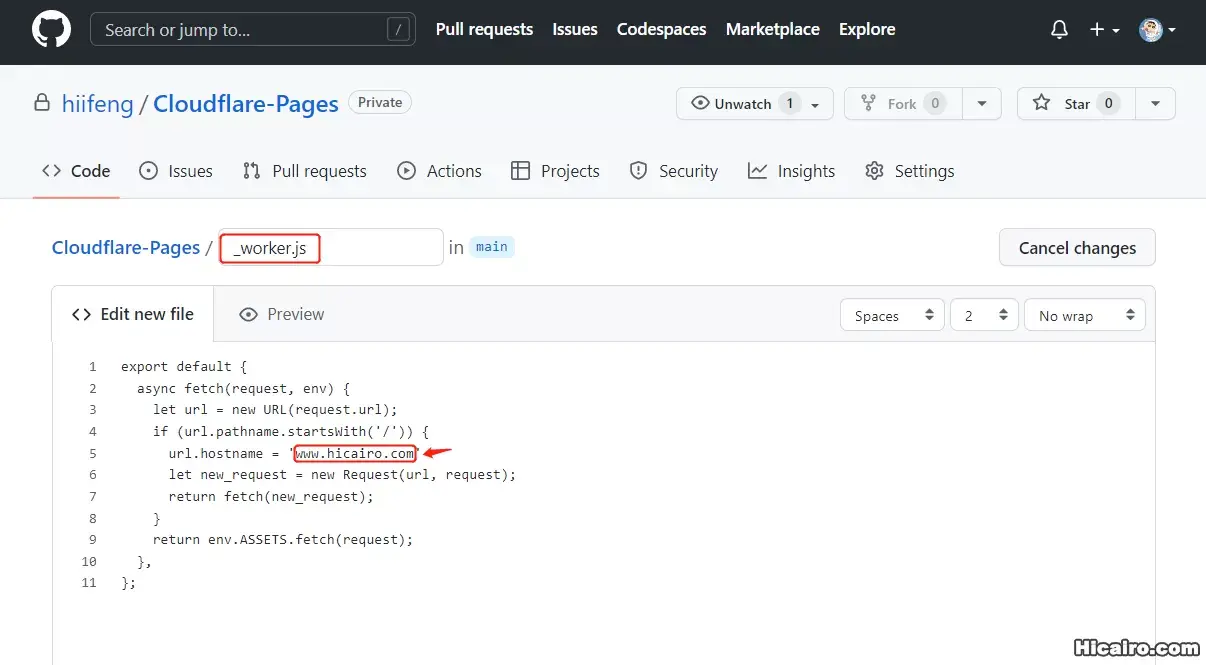 Search or jump to... / Pull requests Issues Codespaces Marketplace Explore
hiifeng / Cloudflare-Pages Private Unwatch 1 Fork 0 Star 0
Code Issues Pull requests Actions Projects Security Insights Settings
Cloudflare-Pages / _worker.js in main Cancel changes
<> Edit new file Preview Spaces 2 No wrap
1 export default {
2 async fetch(request, env) {
3 let url = new URL(request.url);
4 if (url.pathname.startsWith('/')) {
5 url.hostname = 'www.hicairo.com'
6 let new_request = new Request(url, request);
7 return fetch(new_request);
8 }
9 return env.ASSETS.fetch(request);
10 },
11 };
HicaIro.com